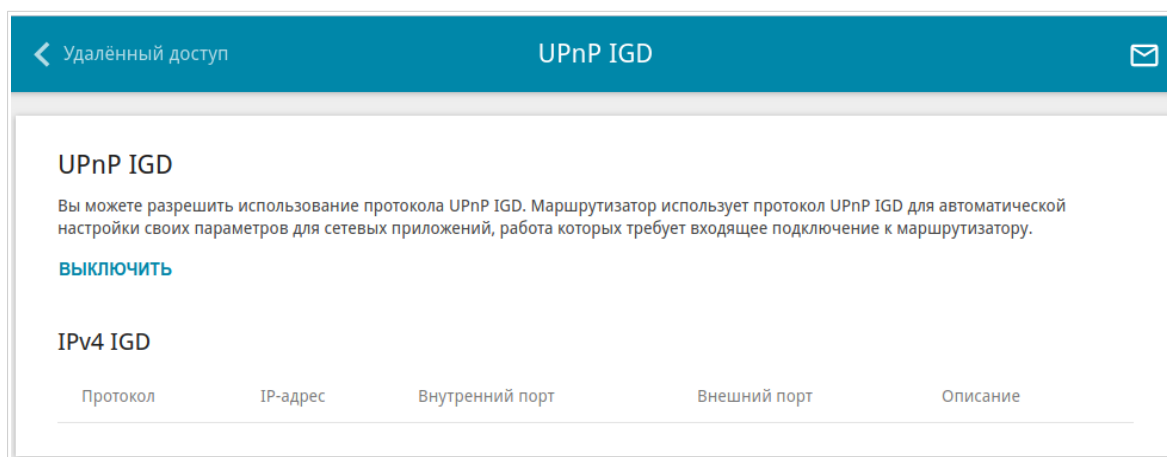 Удалённый доступ
UPnP IGD
UPnP IGD
Вы можете разрешить использование протокола UPnP IGD. Маршрутизатор использует протокол UPnP IGD для автоматической
настройки своих параметров для сетевых приложений, работа которых требует входящее подключение к маршрутизатору.
ВЫКЛЮЧИТЬ
IPv4 IGD
Протокол IP-адрес Внутренний порт Внешний порт Описание